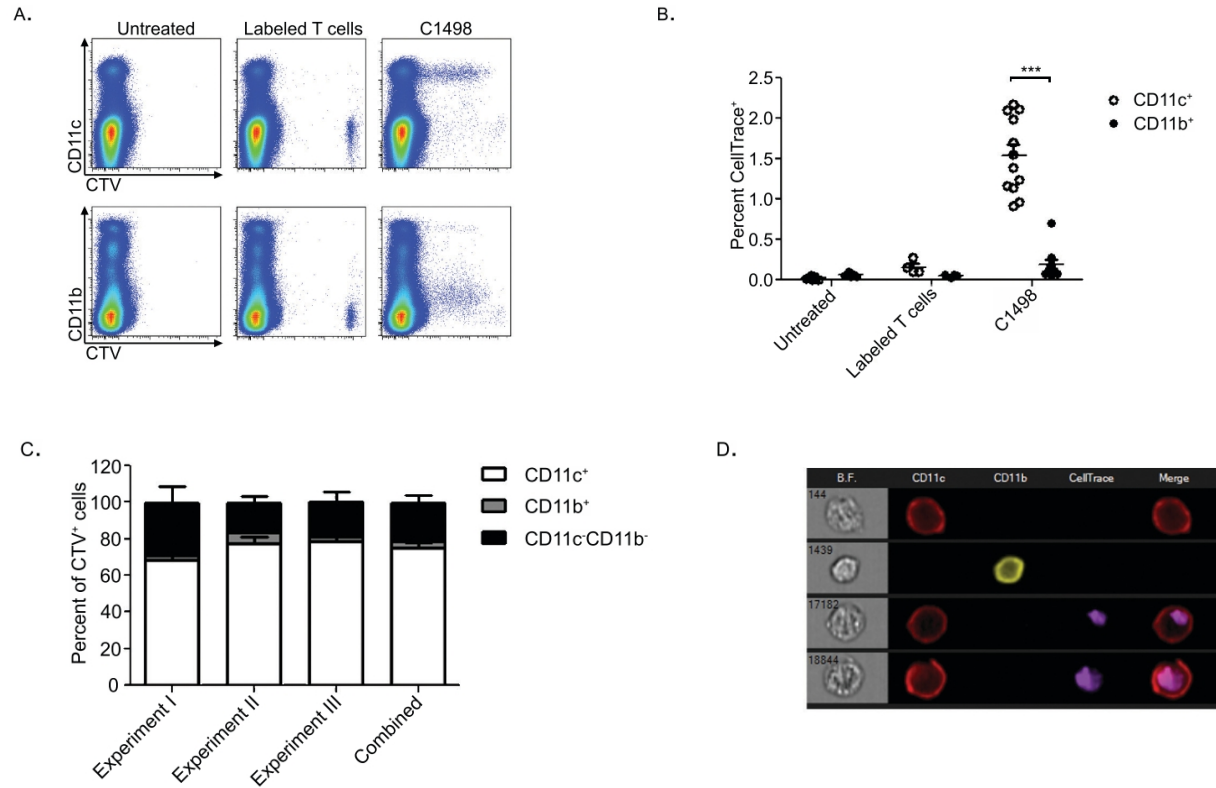 A.
Untreated
Labeled T cells
C1498
CD11c
CTV
CD11b
CTV
B.
Percent CellTrace⁺
2.5
2.0
1.5
1.0
0.5
0.0
***
CD11c⁺
CD11b⁺
Untreated
Labeled T cells
C1498
C.
Percent of CTV⁺ cells
120
100
80
60
40
20
0
CD11c⁺
CD11b⁺
CD11c⁻CD11b⁻
Experiment I
Experiment II
Experiment III
Combined
D.
B.F. CD11c CD11b CellTrace Merge
144
1439
17182
18844